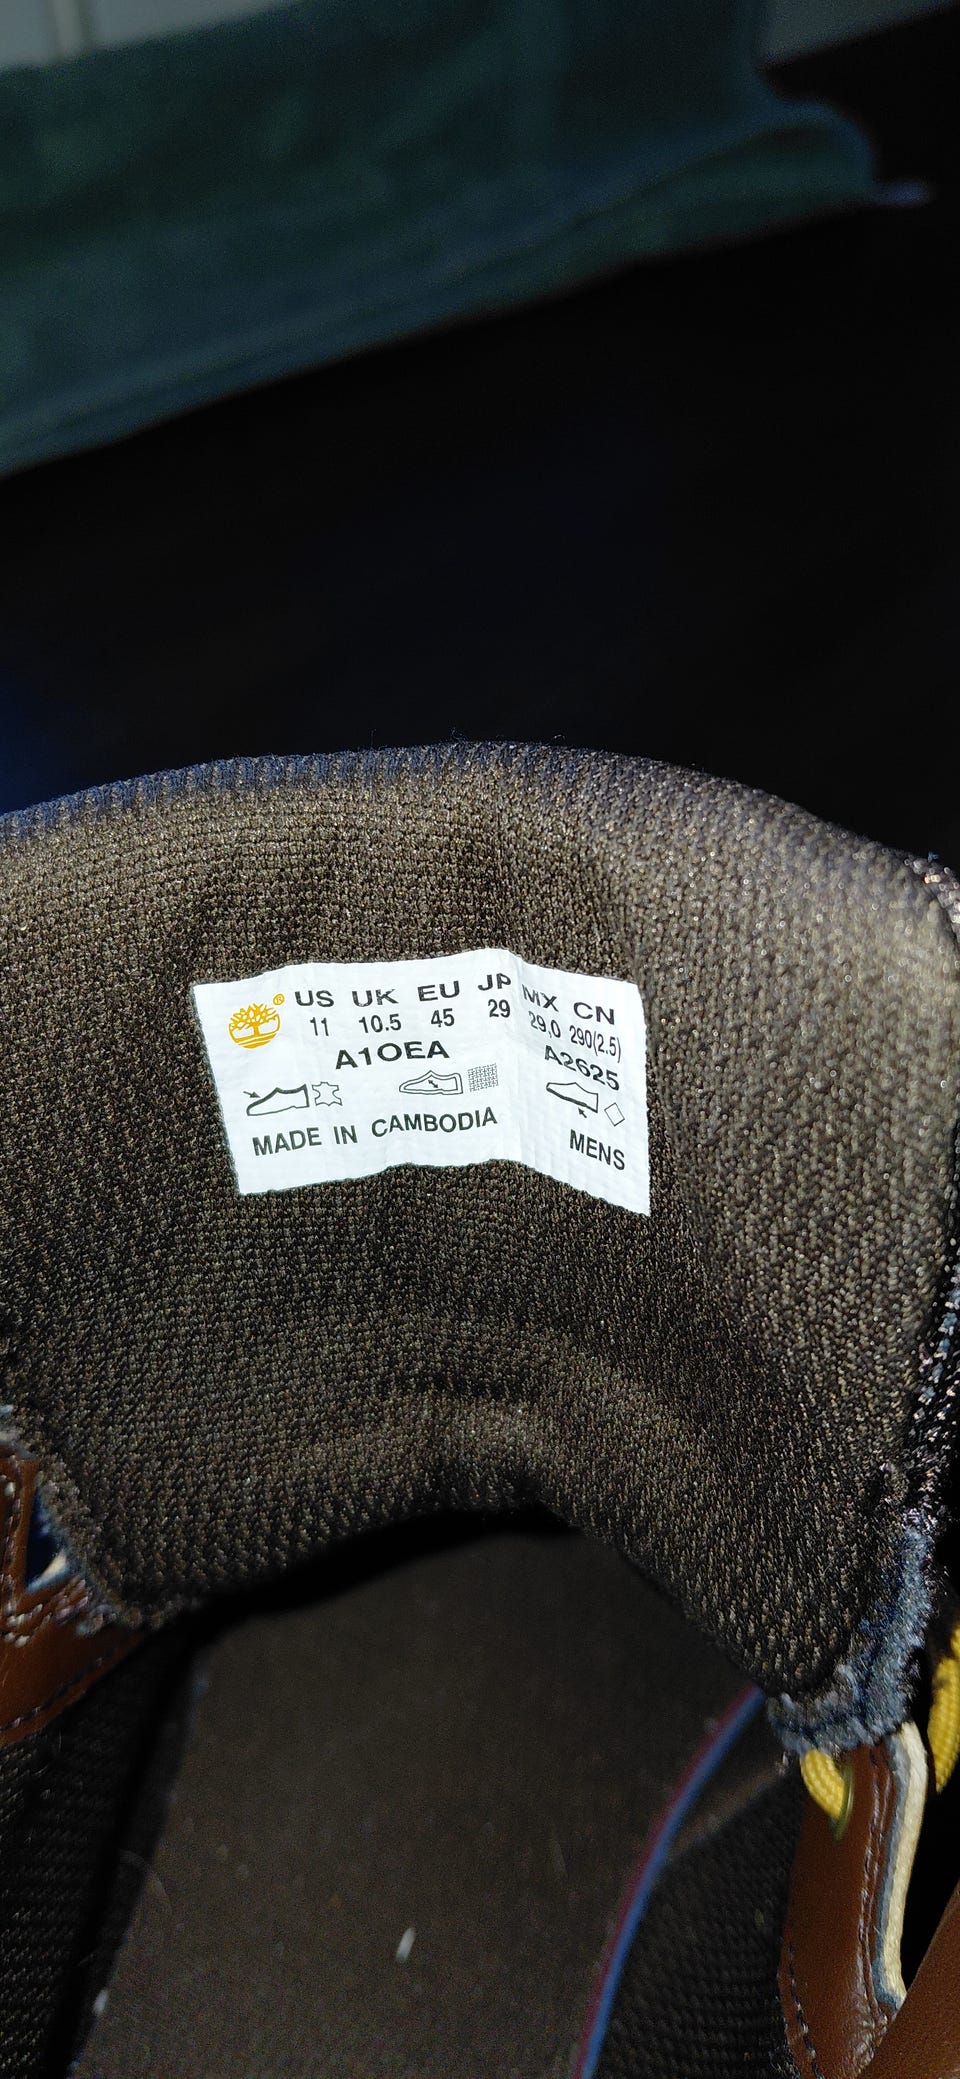 ® US UK EU JP MX CN
11 10.5 45 29 29,0 290(2.5)
A1OEA A2625
MADE IN CAMBODIA MENS